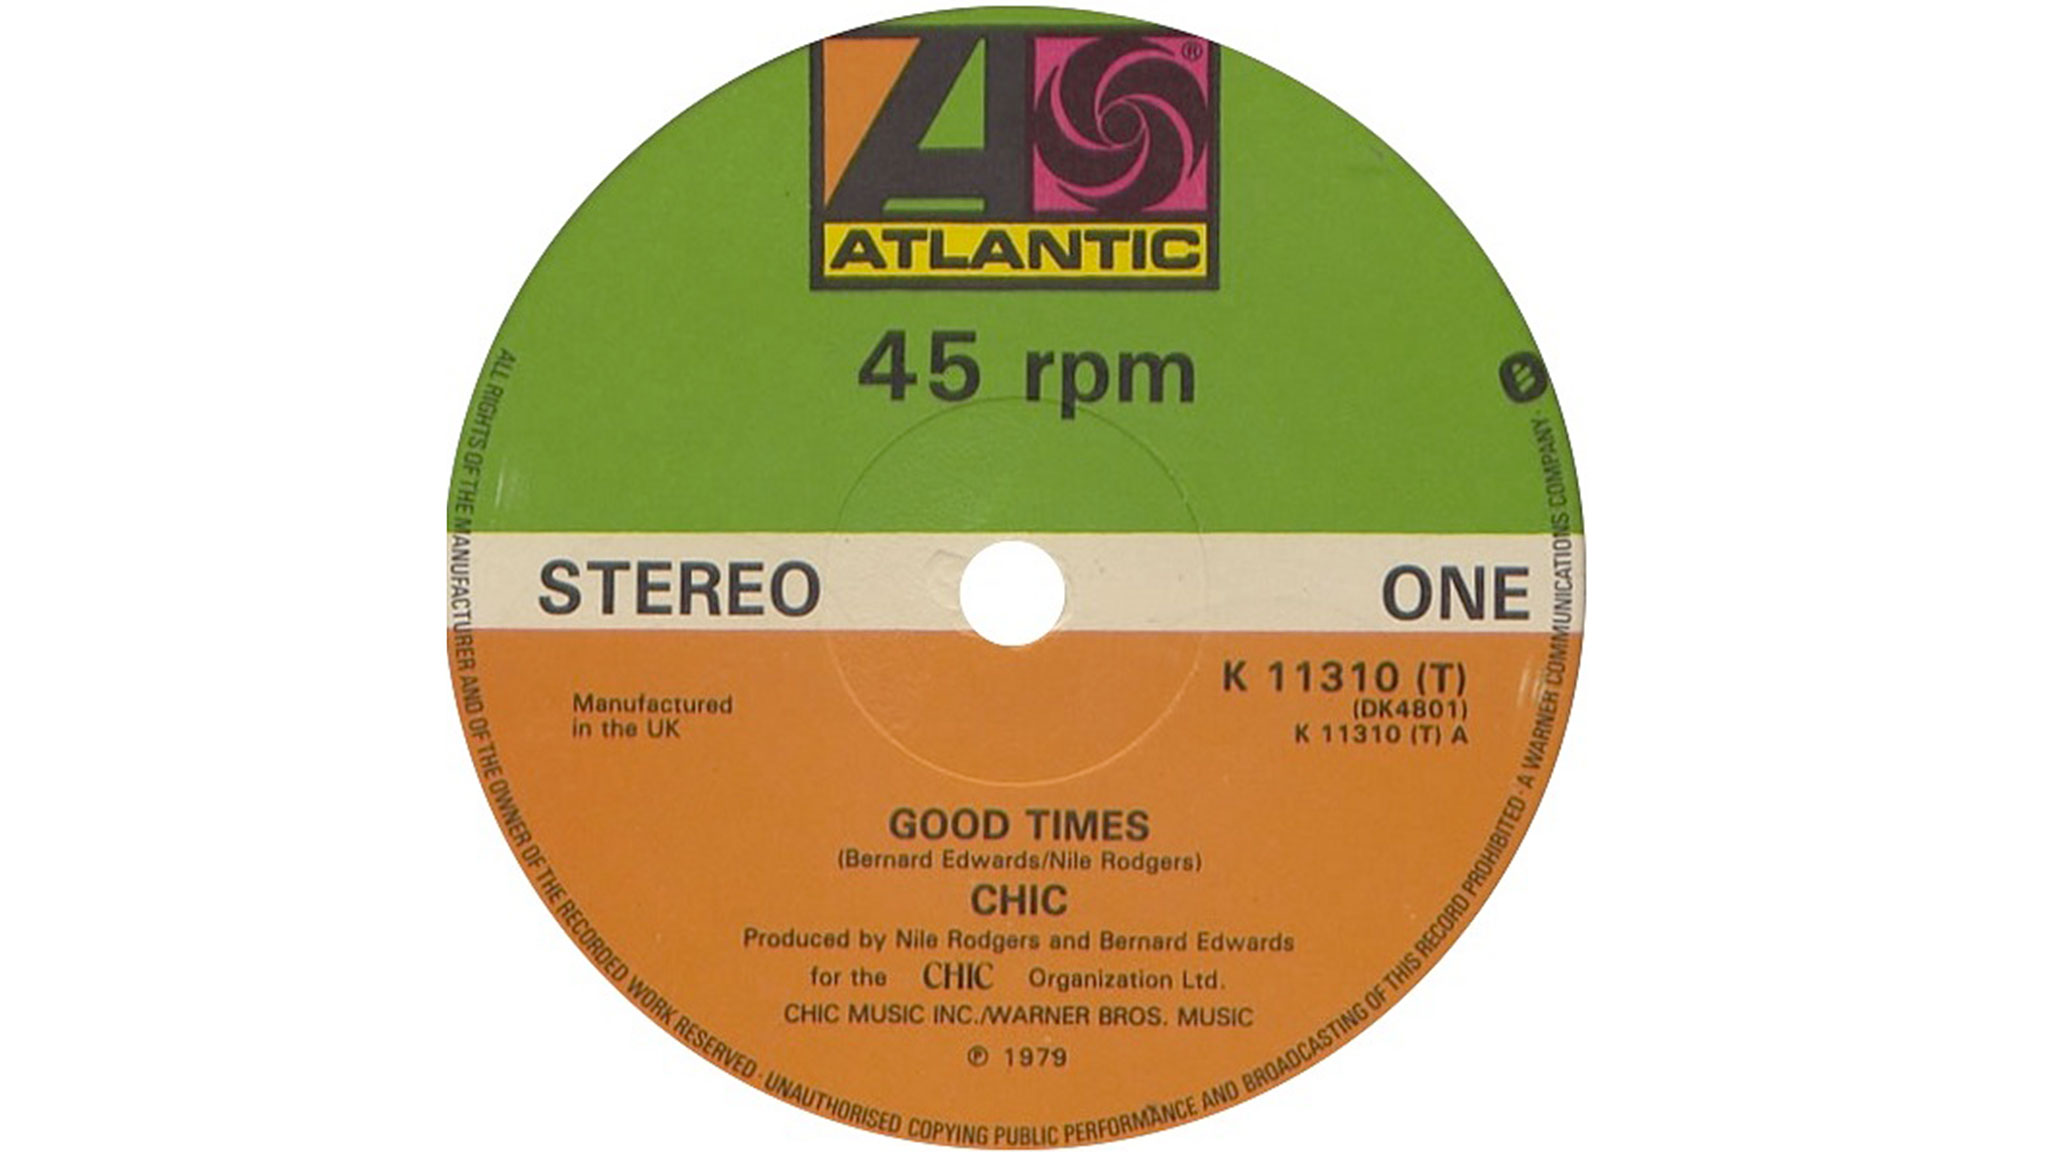 ATLANTIC
®
45 rpm
STEREO
ONE
K 11310 (T)
(DK4801)
K 11310 (T) A
Manufactured
in the UK
GOOD TIMES
(Bernard Edwards/Nile Rodgers)
CHIC
Produced by Nile Rodgers and Bernard Edwards
for the CHIC Organization Ltd.
CHIC MUSIC INC./WARNER BROS. MUSIC
℗ 1979
ALL RIGHTS OF THE MANUFACTURER AND OF THE OWNER OF THE RECORDED WORK RESERVED · UNAUTHORISED COPYING PUBLIC PERFORMANCE AND BROADCASTING OF THIS RECORD PROHIBITED · A WARNER COMMUNICATIONS COMPANY ·